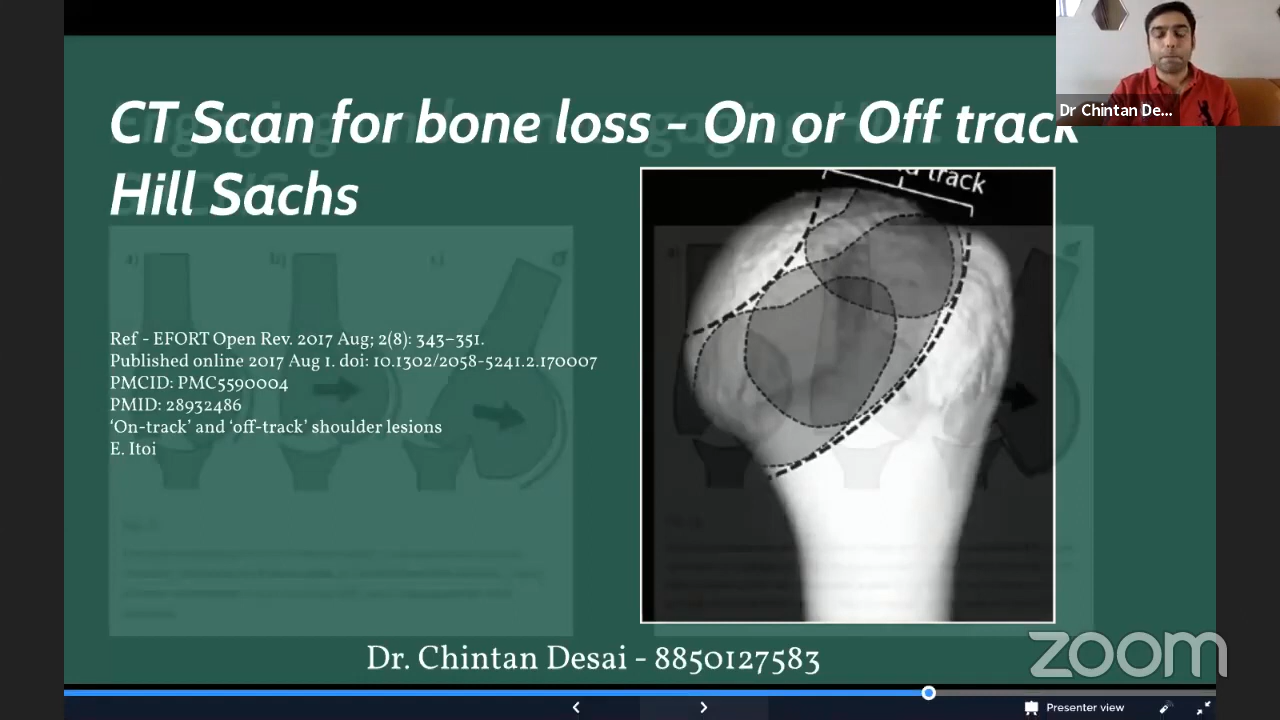 CT Scan for bone loss - On or Off track
Hill Sachs
track
Ref - EFORT Open Rev. 2017 Aug; 2(8): 343–351.
Published online 2017 Aug 1. doi: 10.1302/2058-5241.2.170007
PMCID: PMC5590004
PMID: 28932486
‘On-track’ and ‘off-track’ shoulder lesions
E. Itoi
Dr. Chintan Desai - 8850127583
Dr Chintan De...
zoom
Presenter view